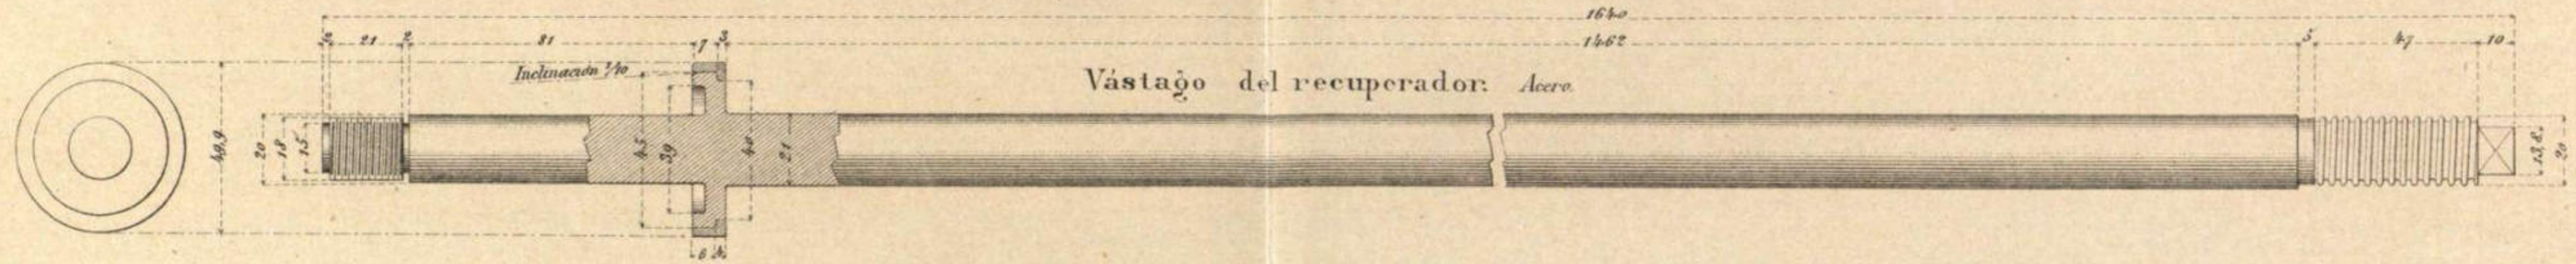 1640
2 21 2 81 7 3 1462 5 47 10
Inclinación 1/10
Vástago del recuperador. Acero.
49,9 20 18 15 45 39 40 21 13,8 20
6 4